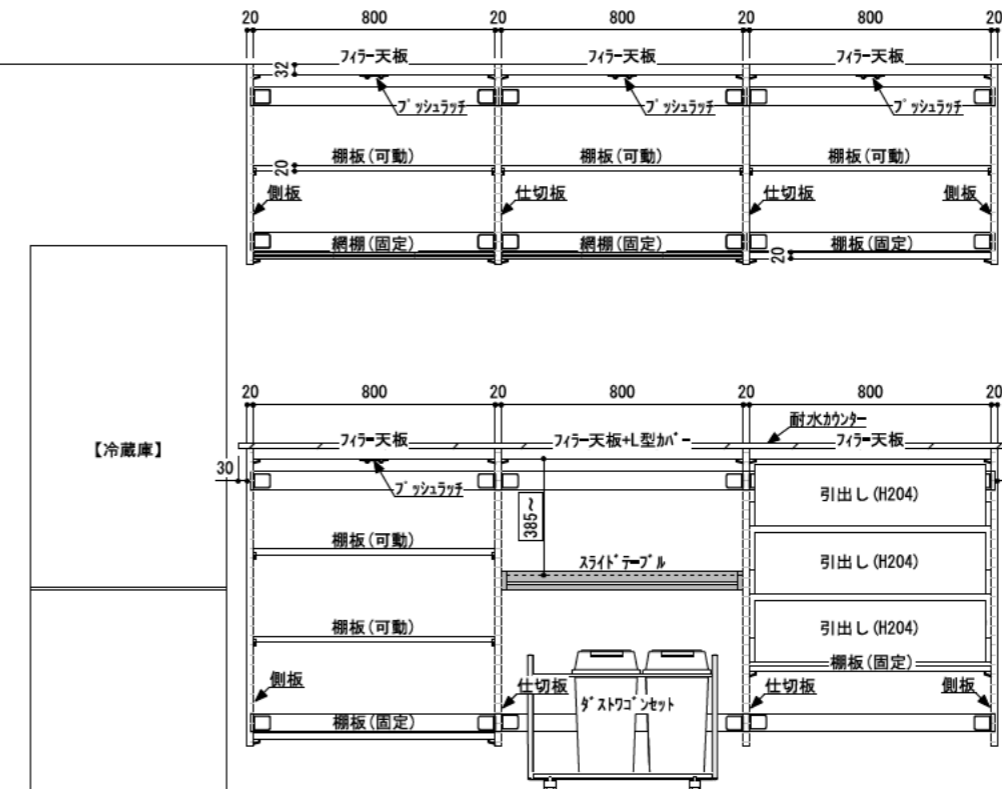 20 800 20 800 20 800 20
フィラー天板 フィラー天板 フィラー天板
32
プッシュラッチ プッシュラッチ プッシュラッチ
棚板(可動) 棚板(可動) 棚板(可動)
20
側板 仕切板 仕切板 側板
網棚(固定) 網棚(固定) 棚板(固定)
20
20 800 20 800 20 800 20
耐水カウンター
フィラー天板 フィラー天板+L型カバー フィラー天板
【冷蔵庫】
30
プッシュラッチ
引出し(H204)
385~
棚板(可動)
スライドテーブル
引出し(H204)
棚板(可動)
引出し(H204)
棚板(固定)
側板 仕切板 仕切板 側板
ダストワゴンセット
棚板(固定)